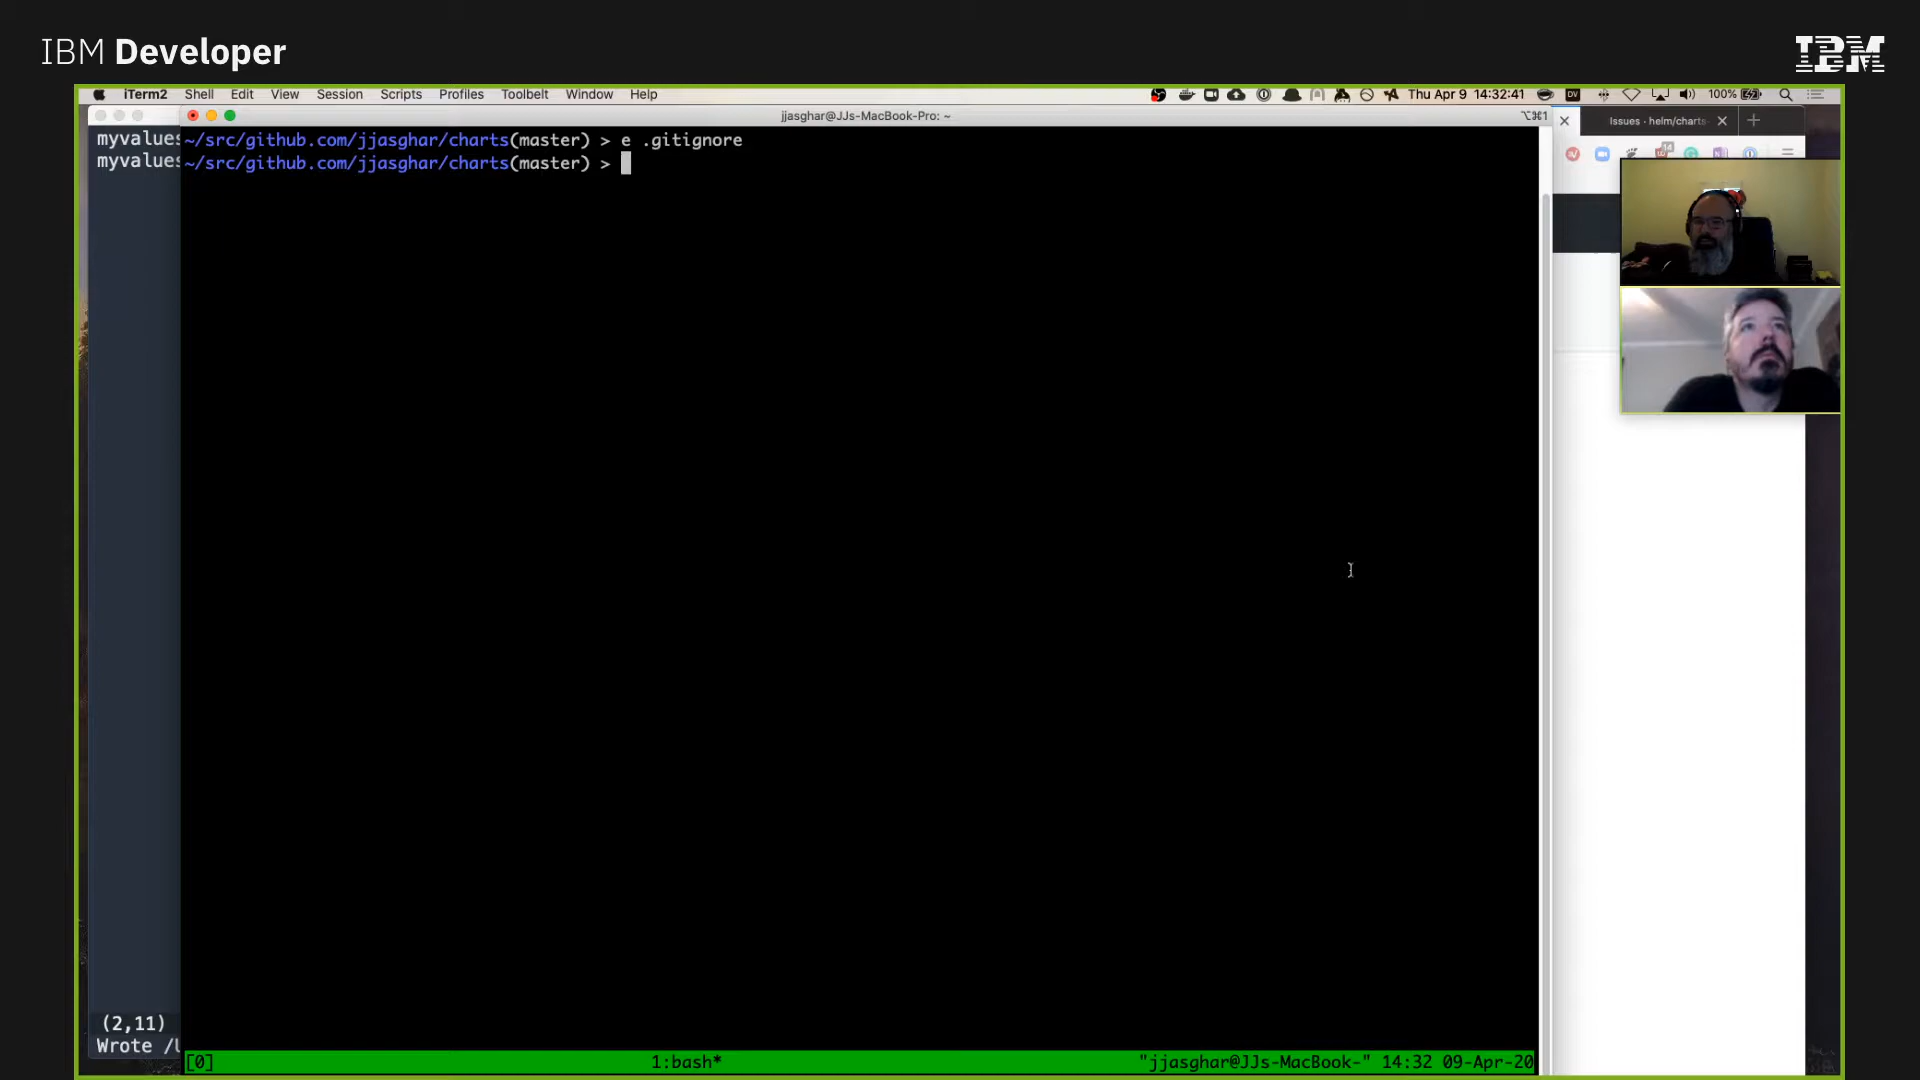 IBM Developer
IBM
iTerm2 Shell Edit View Session Scripts Profiles Toolbelt Window Help
100% Thu Apr 9 14:32:41
jjasghar@JJs-MacBook-Pro: ~
⌥⌘1
Issues · helm/charts
myvalues
myvalues
~/src/github.com/jjasghar/charts(master) > e .gitignore
~/src/github.com/jjasghar/charts(master) >
(2,11)
Wrote /U
[0] 1:bash* "jjasghar@JJs-MacBook-" 14:32 09-Apr-20